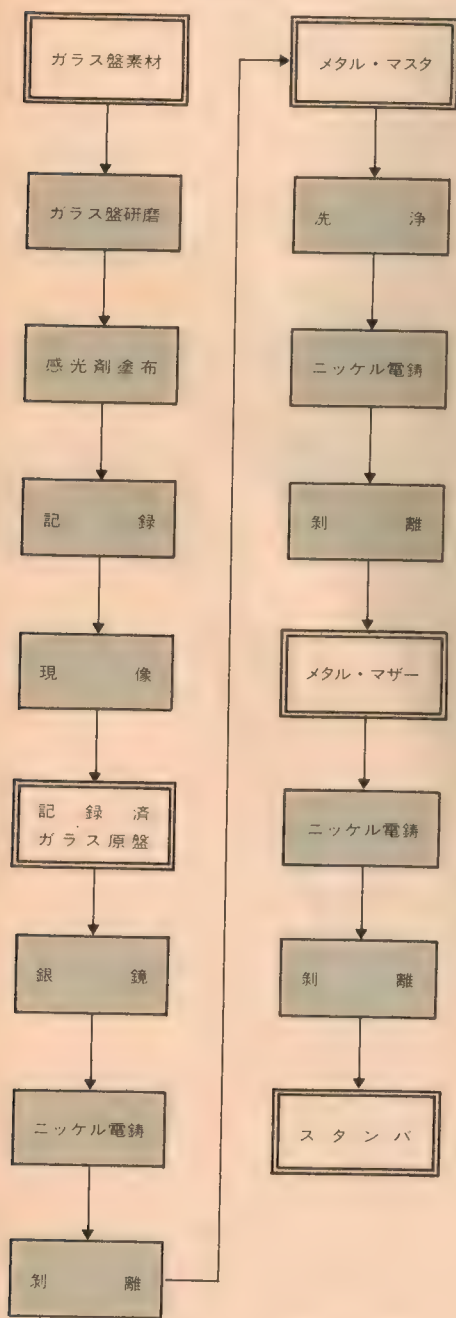 ガラス盤素材
ガラス盤研磨
感光剤塗布
記録
現像
記録済
ガラス原盤
銀鏡
ニッケル電鋳
剝離
メタル・マスタ
洗浄
ニッケル電鋳
剝離
メタル・マザー
ニッケル電鋳
剝離
スタンパ